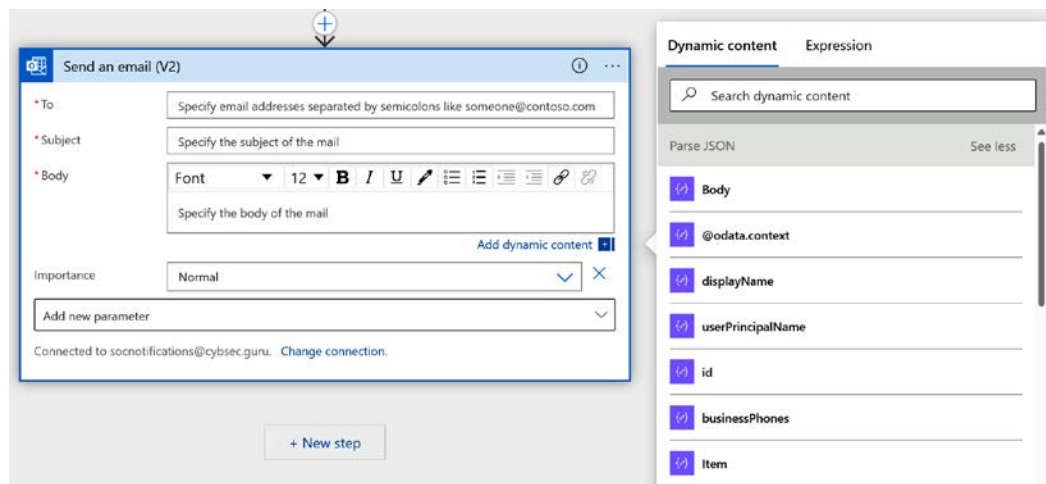 Send an email (V2)
* To
Specify email addresses separated by semicolons like someone@contoso.com
* Subject
Specify the subject of the mail
* Body
Font 12 B I U
Specify the body of the mail
Add dynamic content
Importance
Normal
Add new parameter
Connected to socnotifications@cybsec.guru. Change connection.
+ New step
Dynamic content Expression
Search dynamic content
Parse JSON See less
Body
@odata.context
displayName
userPrincipalName
id
businessPhones
Item